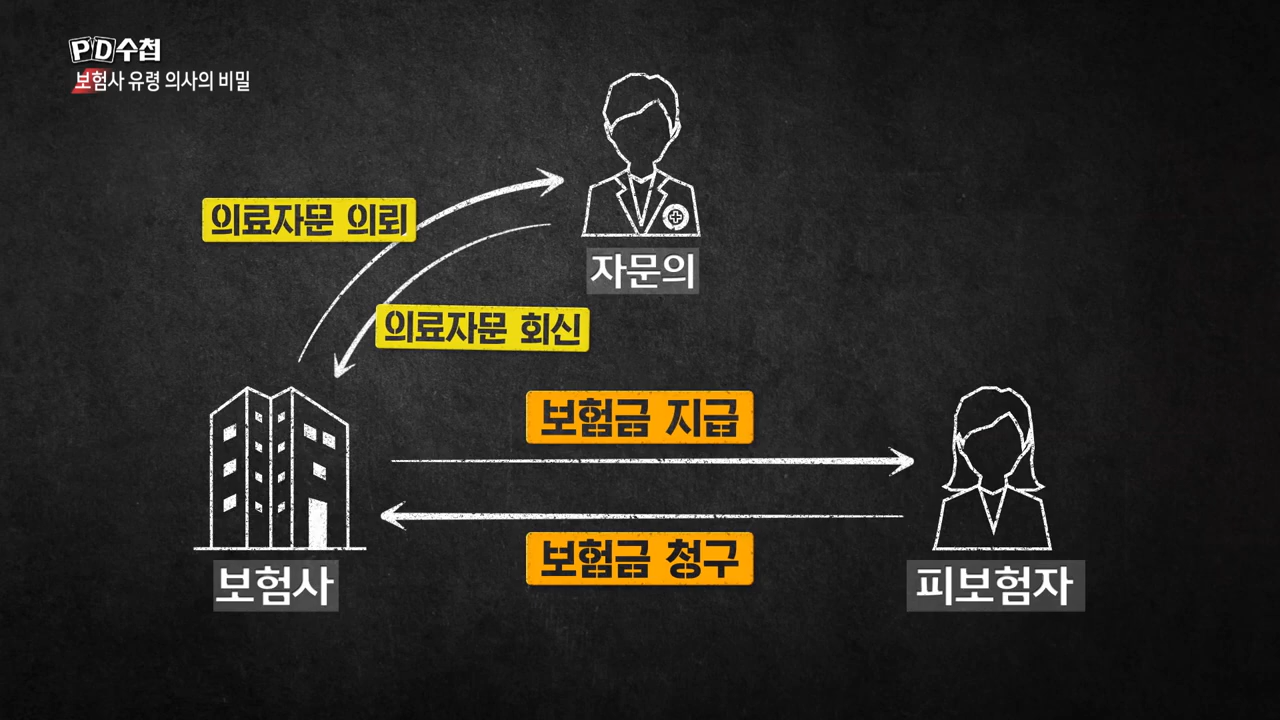 PD수첩
보험사 유령 의사의 비밀
의료자문 의뢰
자문의
의료자문 회신
보험금 지급
보험금 청구
보험사
피보험자